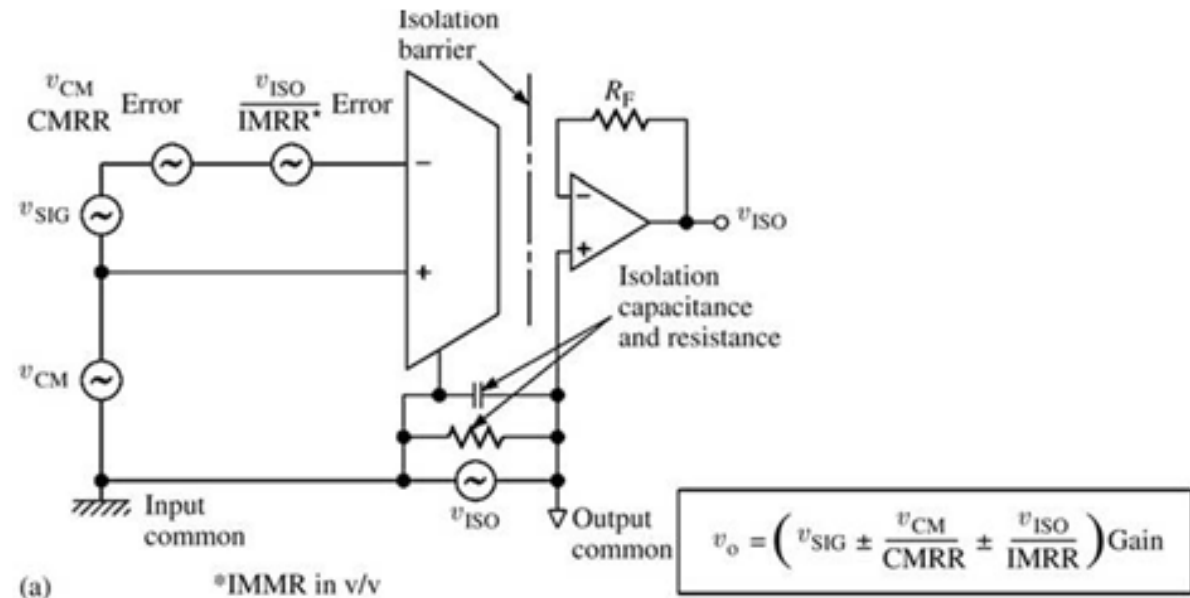 Isolation
barrier
v_CM
CMRR
Error
v_ISO
IMRR*
Error
R_F
−
+
v_SIG
−
+
v_ISO
Isolation
capacitance
and resistance
v_CM
Input
common
v_ISO
Output
common
v_o = ( v_SIG ± v_CM/CMRR ± v_ISO/IMRR ) Gain
(a)
*IMMR in v/v